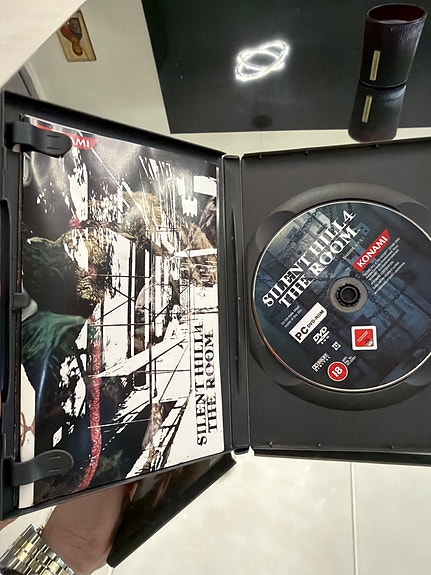 KONAMI
SILENT HILL 4
THE ROOM
SILENT HILL 4
THE ROOM
KONAMI
PC DVD-ROM
DVD
18